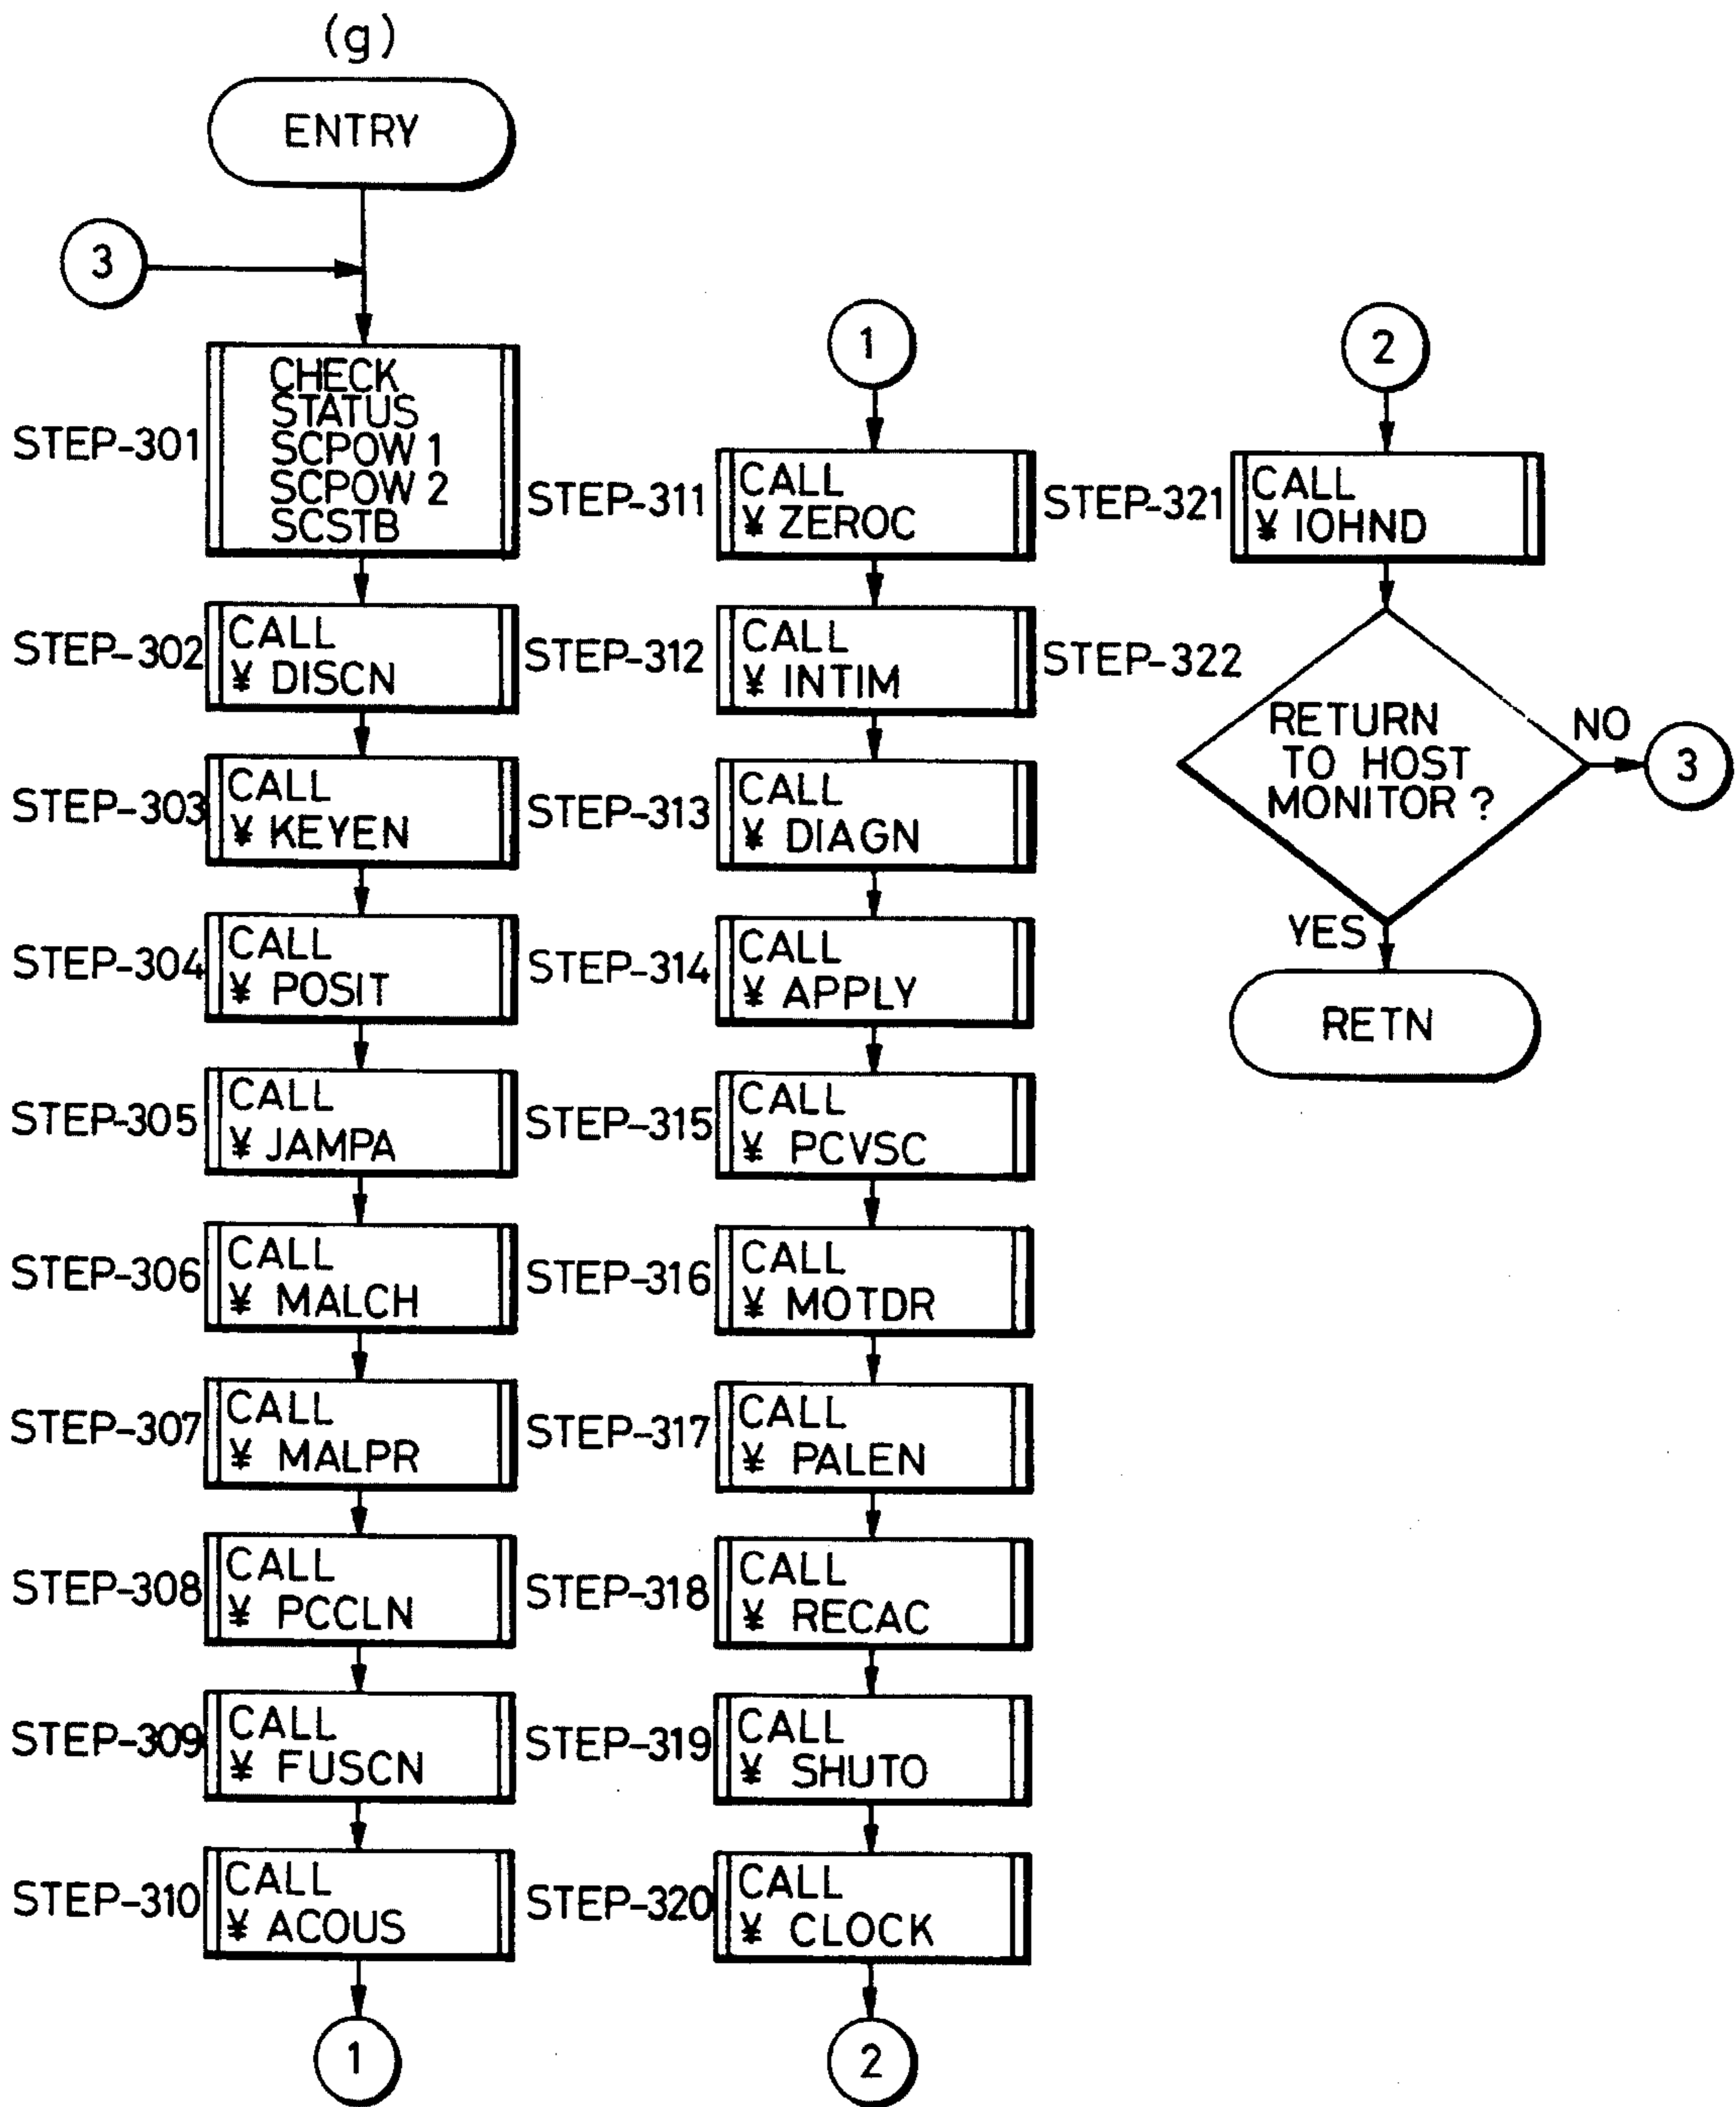 (g)
ENTRY
3
STEP-301
CHECK
STATUS
SCPOW 1
SCPOW 2
SCSTB
STEP-302
CALL
¥ DISCN
STEP-303
CALL
¥ KEYEN
STEP-304
CALL
¥ POSIT
STEP-305
CALL
¥ JAMPA
STEP-306
CALL
¥ MALCH
STEP-307
CALL
¥ MALPR
STEP-308
CALL
¥ PCCLN
STEP-309
CALL
¥ FUSCN
STEP-310
CALL
¥ ACOUS
1
1
STEP-311
CALL
¥ ZEROC
STEP-312
CALL
¥ INTIM
STEP-313
CALL
¥ DIAGN
STEP-314
CALL
¥ APPLY
STEP-315
CALL
¥ PCVSC
STEP-316
CALL
¥ MOTDR
STEP-317
CALL
¥ PALEN
STEP-318
CALL
¥ RECAC
STEP-319
CALL
¥ SHUTO
STEP-320
CALL
¥ CLOCK
2
2
STEP-321
CALL
¥ IOHND
STEP-322
RETURN
TO HOST
MONITOR ?
NO
3
YES
RETN